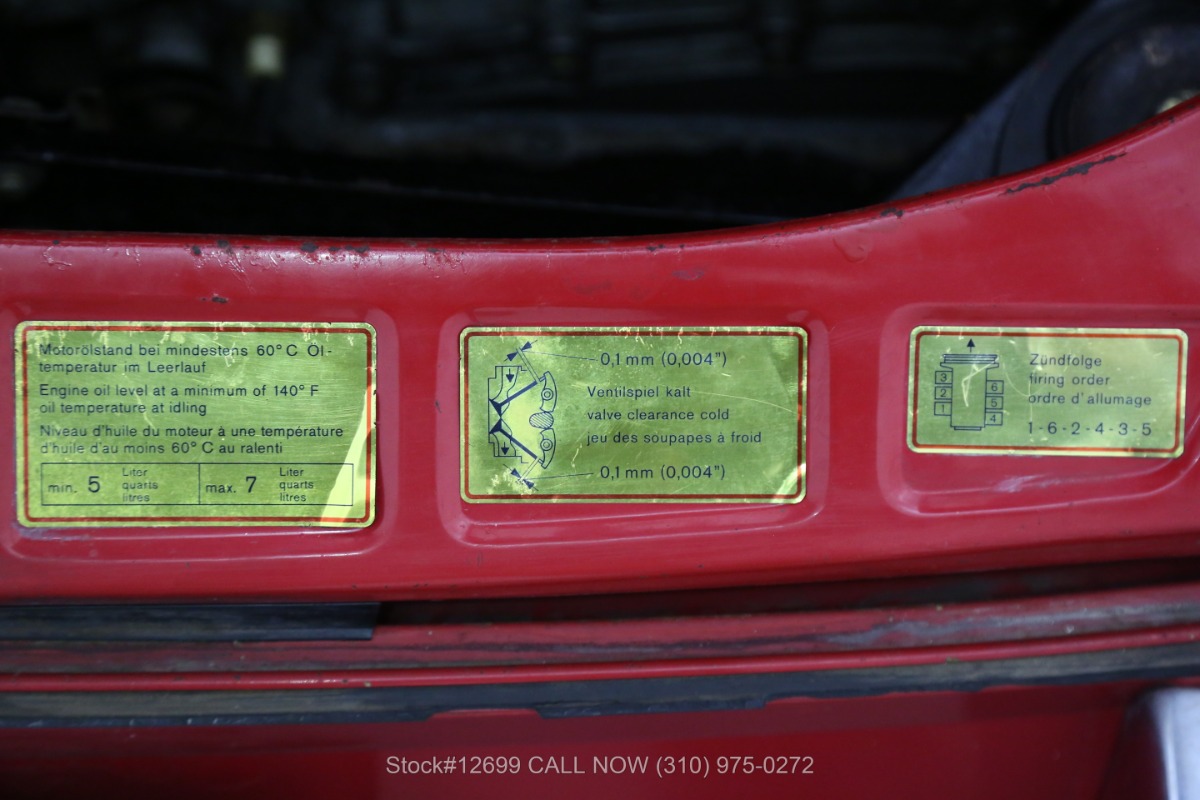 Motorölstand bei mindestens 60° C Öl-
temperatur im Leerlauf
Engine oil level at a minimum of 140° F
oil temperature at idling
Niveau d'huile du moteur à une température
d'huile d'au moins 60° C au ralenti
min. 5 Liter quarts litres max. 7 Liter quarts litres
0,1 mm (0,004")
Ventilspiel kalt
valve clearance cold
jeu des soupapes à froid
0,1 mm (0,004")
3
2
1
6
5
4
Zündfolge
firing order
ordre d'allumage
1-6-2-4-3-5
Stock#12699 CALL NOW (310) 975-0272